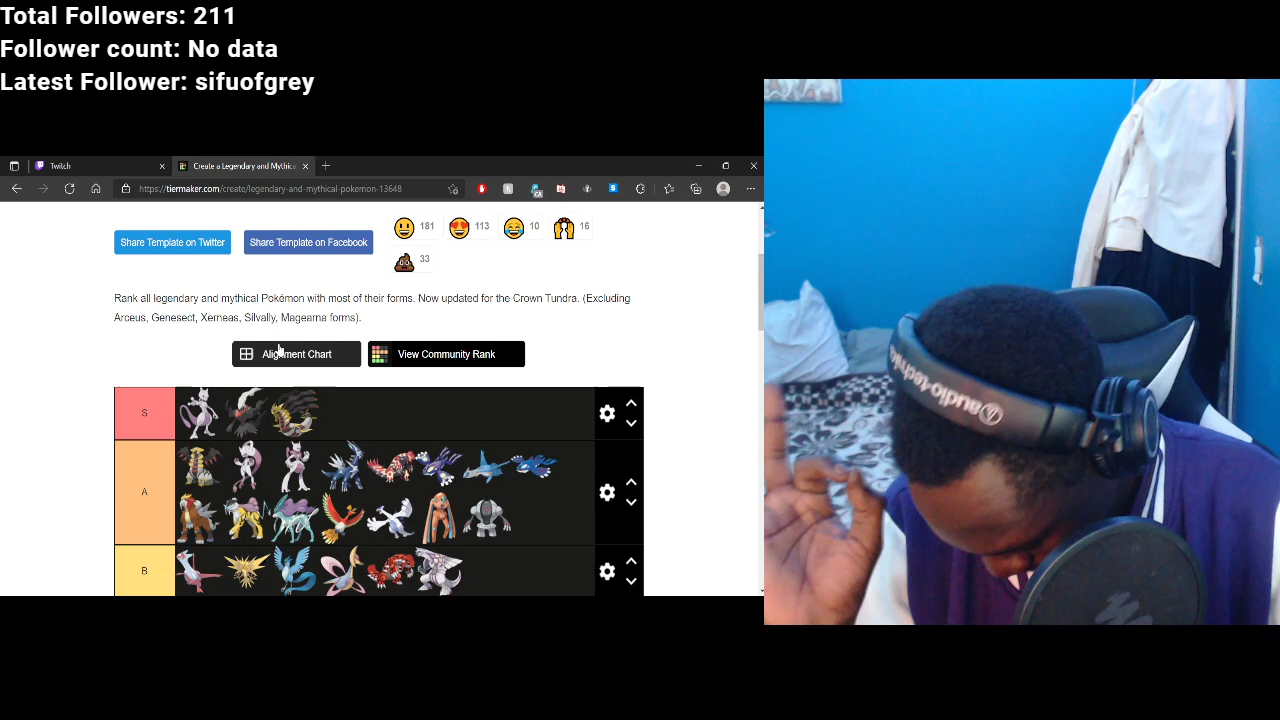 Total Followers: 211
Follower count: No data
Latest Follower: sifuofgrey
Twitch
Create a Legendary and Mythica
https://tiermaker.com/create/legendary-and-mythical-pokemon-13648
Share Template on Twitter
Share Template on Facebook
181
113
10
16
33
Rank all legendary and mythical Pokémon with most of their forms. Now updated for the Crown Tundra. (Excluding
Arceus, Genesect, Xerneas, Silvally, Magearna forms).
Alignment Chart
View Community Rank
S
A
B
audio-technica